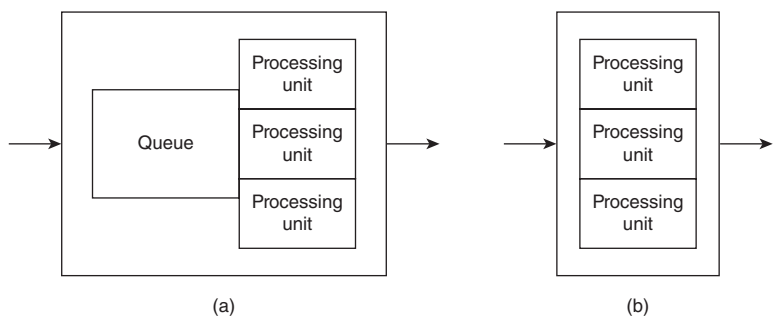 Processing
unit
Queue
Processing
unit
Processing
unit
(a)
Processing
unit
Processing
unit
Processing
unit
(b)